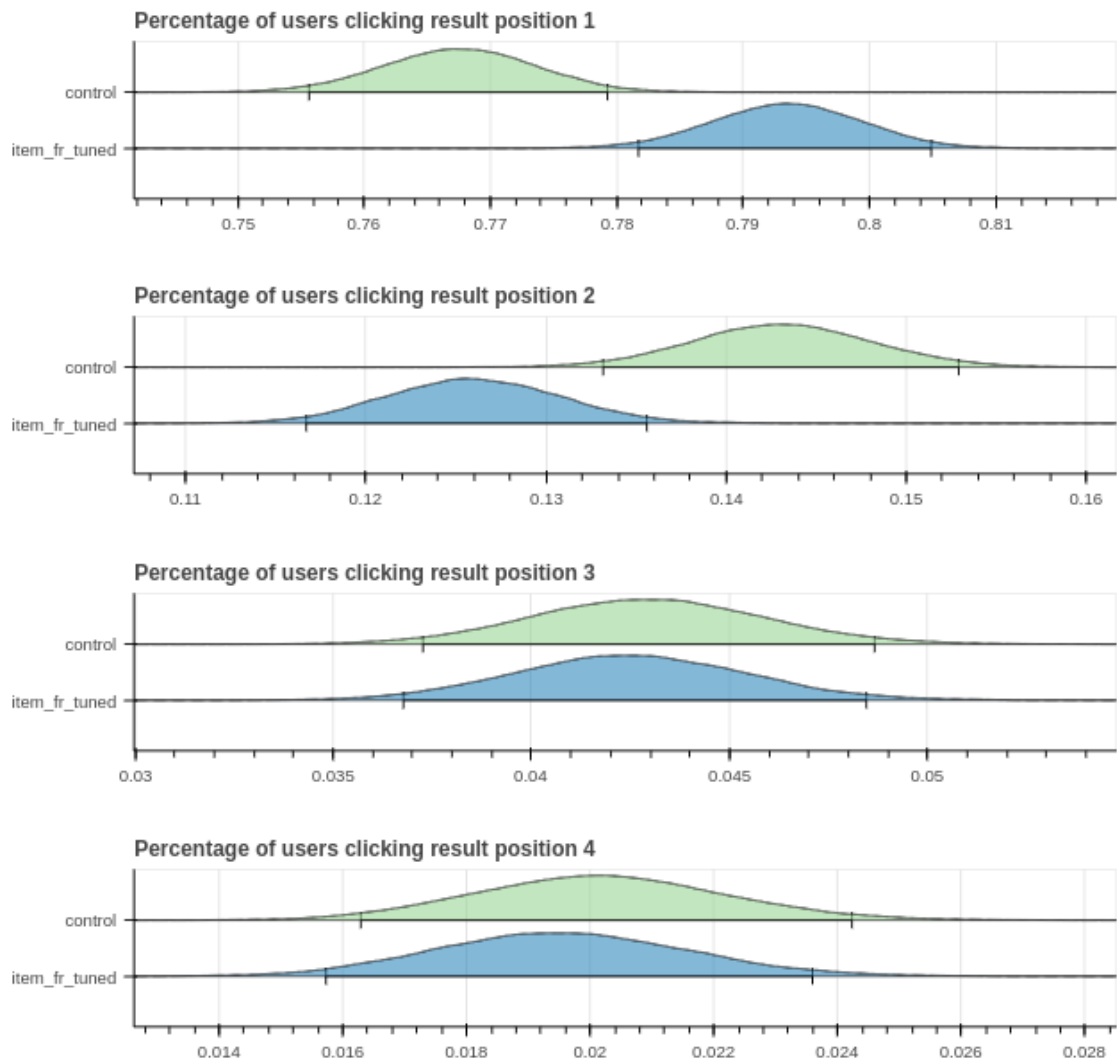 Percentage of users clicking result position 1
control
item_fr_tuned
0.75 0.76 0.77 0.78 0.79 0.8 0.81
Percentage of users clicking result position 2
control
item_fr_tuned
0.11 0.12 0.13 0.14 0.15 0.16
Percentage of users clicking result position 3
control
item_fr_tuned
0.03 0.035 0.04 0.045 0.05
Percentage of users clicking result position 4
control
item_fr_tuned
0.014 0.016 0.018 0.02 0.022 0.024 0.026 0.028